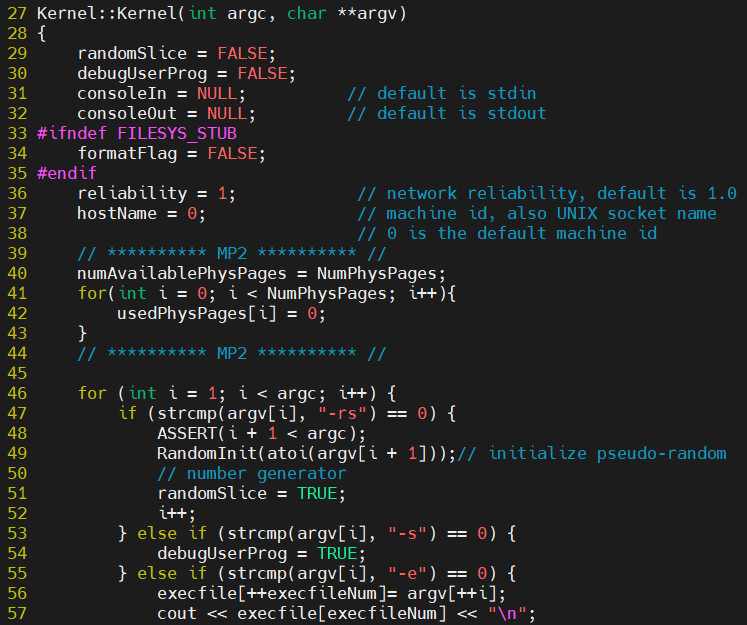 27 Kernel::Kernel(int argc, char **argv)
28 {
29     randomSlice = FALSE;
30     debugUserProg = FALSE;
31     consoleIn = NULL;          // default is stdin
32     consoleOut = NULL;         // default is stdout
33 #ifndef FILESYS_STUB
34     formatFlag = FALSE;
35 #endif
36     reliability = 1;            // network reliability, default is 1.0
37     hostName = 0;               // machine id, also UNIX socket name
38                                 // 0 is the default machine id
39     // ********** MP2 ********** //
40     numAvailablePhysPages = NumPhysPages;
41     for(int i = 0; i < NumPhysPages; i++){
42         usedPhysPages[i] = 0;
43     }
44     // ********** MP2 ********** //
45
46     for (int i = 1; i < argc; i++) {
47         if (strcmp(argv[i], "-rs") == 0) {
48             ASSERT(i + 1 < argc);
49             RandomInit(atoi(argv[i + 1]));// initialize pseudo-random
50             // number generator
51             randomSlice = TRUE;
52             i++;
53         } else if (strcmp(argv[i], "-s") == 0) {
54             debugUserProg = TRUE;
55         } else if (strcmp(argv[i], "-e") == 0) {
56             execfile[++execfileNum]= argv[++i];
57             cout << execfile[execfileNum] << "\n";